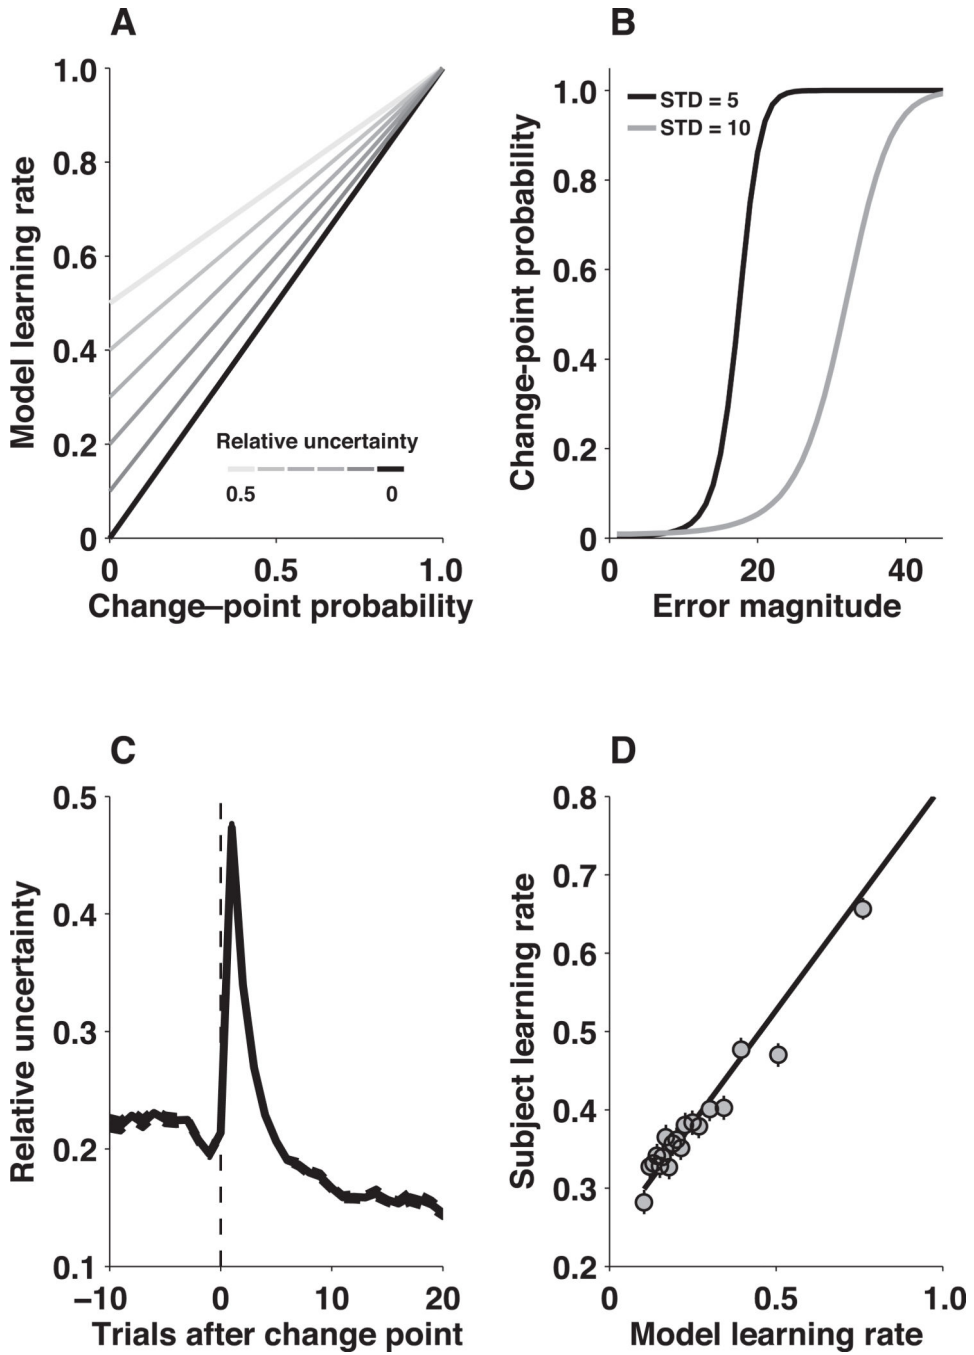 A
Model learning rate
1.0
0.8
0.6
0.4
0.2
0
Relative uncertainty
0.5 0
0 0.5 1.0
Change–point probability
B
Change-point probability
1.0
0.8
0.6
0.4
0.2
0
STD = 5
STD = 10
0 20 40
Error magnitude
C
Relative uncertainty
0.5
0.4
0.3
0.2
0.1
−10 0 10 20
Trials after change point
D
Subject learning rate
0.8
0.7
0.6
0.5
0.4
0.3
0.2
0 0.5 1.0
Model learning rate